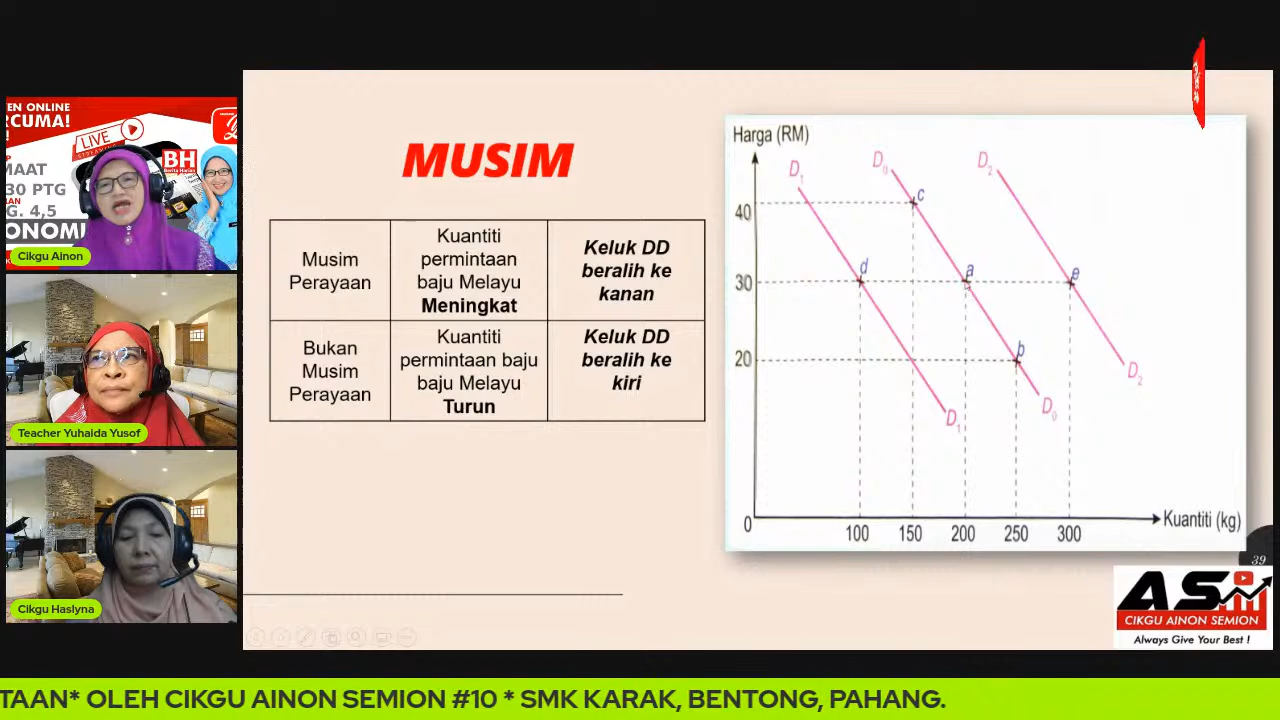 EN ONLINE
RCUMA!
LIVE
STREAMING
BH
Berita Harian
MAAT
30 PTG
G. 4,5
ONOMI
Cikgu Ainon
Teacher Yuhaida Yusof
Cikgu Haslyna
MUSIM
Musim
Perayaan
Kuantiti
permintaan
baju Melayu
Meningkat
Keluk DD
beralih ke
kanan
Bukan
Musim
Perayaan
Kuantiti
permintaan baju
baju Melayu
Turun
Keluk DD
beralih ke
kiri
Harga (RM)
D1
D0
D2
40
c
30
d
a
e
20
b
D2
D0
D1
0
100
150
200
250
300
Kuantiti (kg)
39
AS
CIKGU AINON SEMION
Always Give Your Best !
TAAN* OLEH CIKGU AINON SEMION #10 * SMK KARAK, BENTONG, PAHANG.